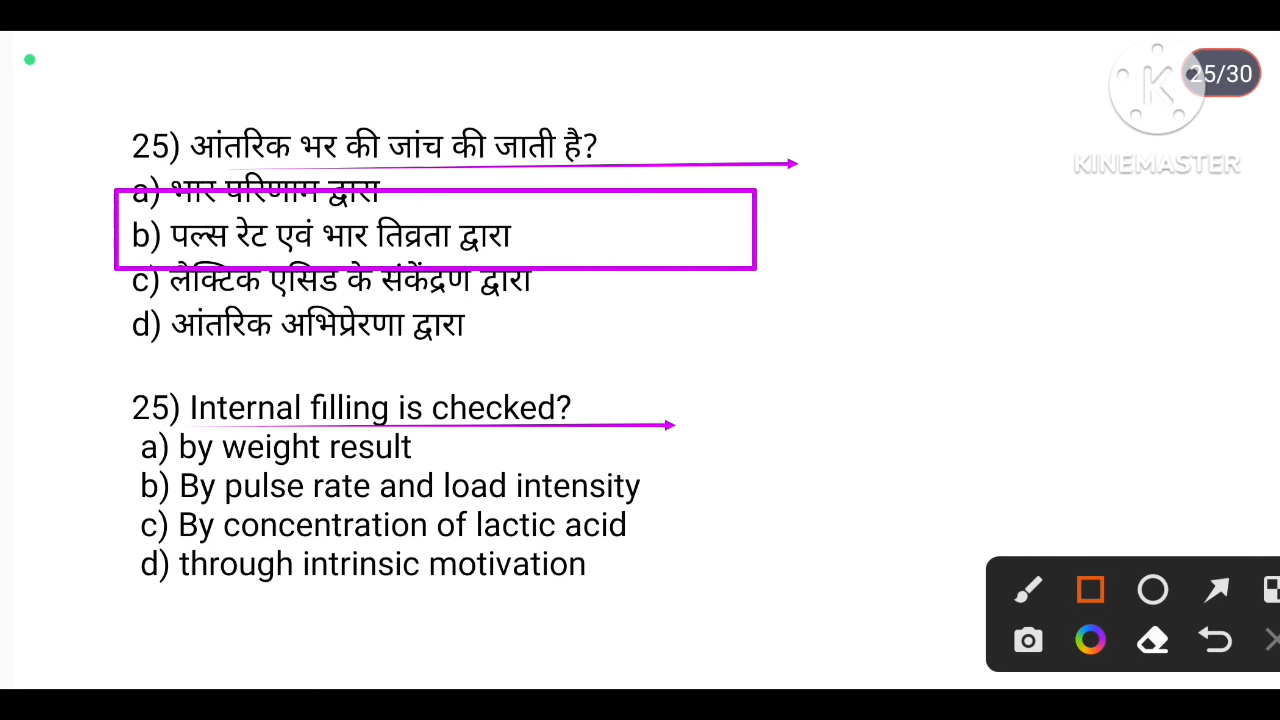 25/30
KINEMASTER
25) आंतरिक भर की जांच की जाती है?
a) भार परिणाम द्वारा
b) पल्स रेट एवं भार तिव्रता द्वारा
c) लैक्टिक एसिड के संकेंद्रण द्वारा
d) आंतरिक अभिप्रेरणा द्वारा
25) Internal filling is checked?
a) by weight result
b) By pulse rate and load intensity
c) By concentration of lactic acid
d) through intrinsic motivation